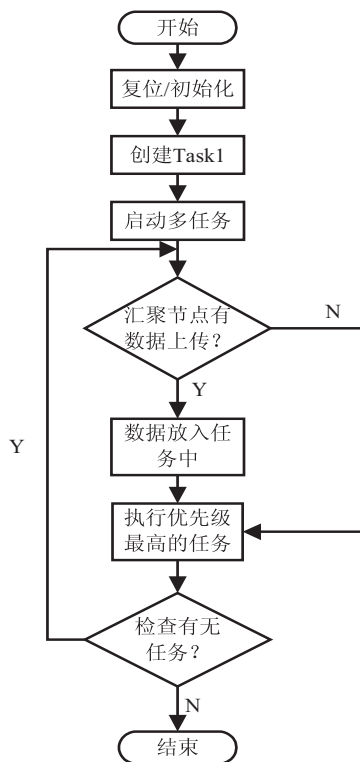 开始
复位/初始化
创建Task1
启动多任务
汇聚节点有
数据上传？
N
Y
数据放入任
务中
Y
执行优先级
最高的任务
检查有无
任务？
N
结束